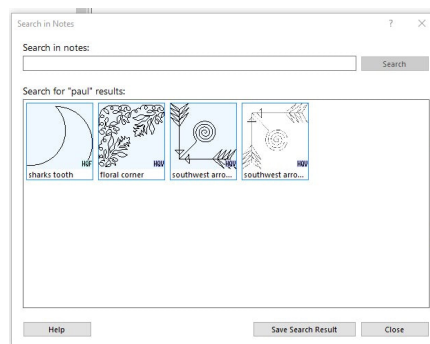 Search in Notes ? ×
Search in notes:
Search
Search for "paul" results:
HQF HQV HQV HQV
sharks tooth floral corner southwest arro... southwest arro...
Help Save Search Result Close